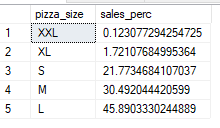 pizza_size sales_perc
1 XXL 0.123077294254725
2 XL 1.72107684995364
3 S 21.7734684107037
4 M 30.492044420599
5 L 45.8903330244889